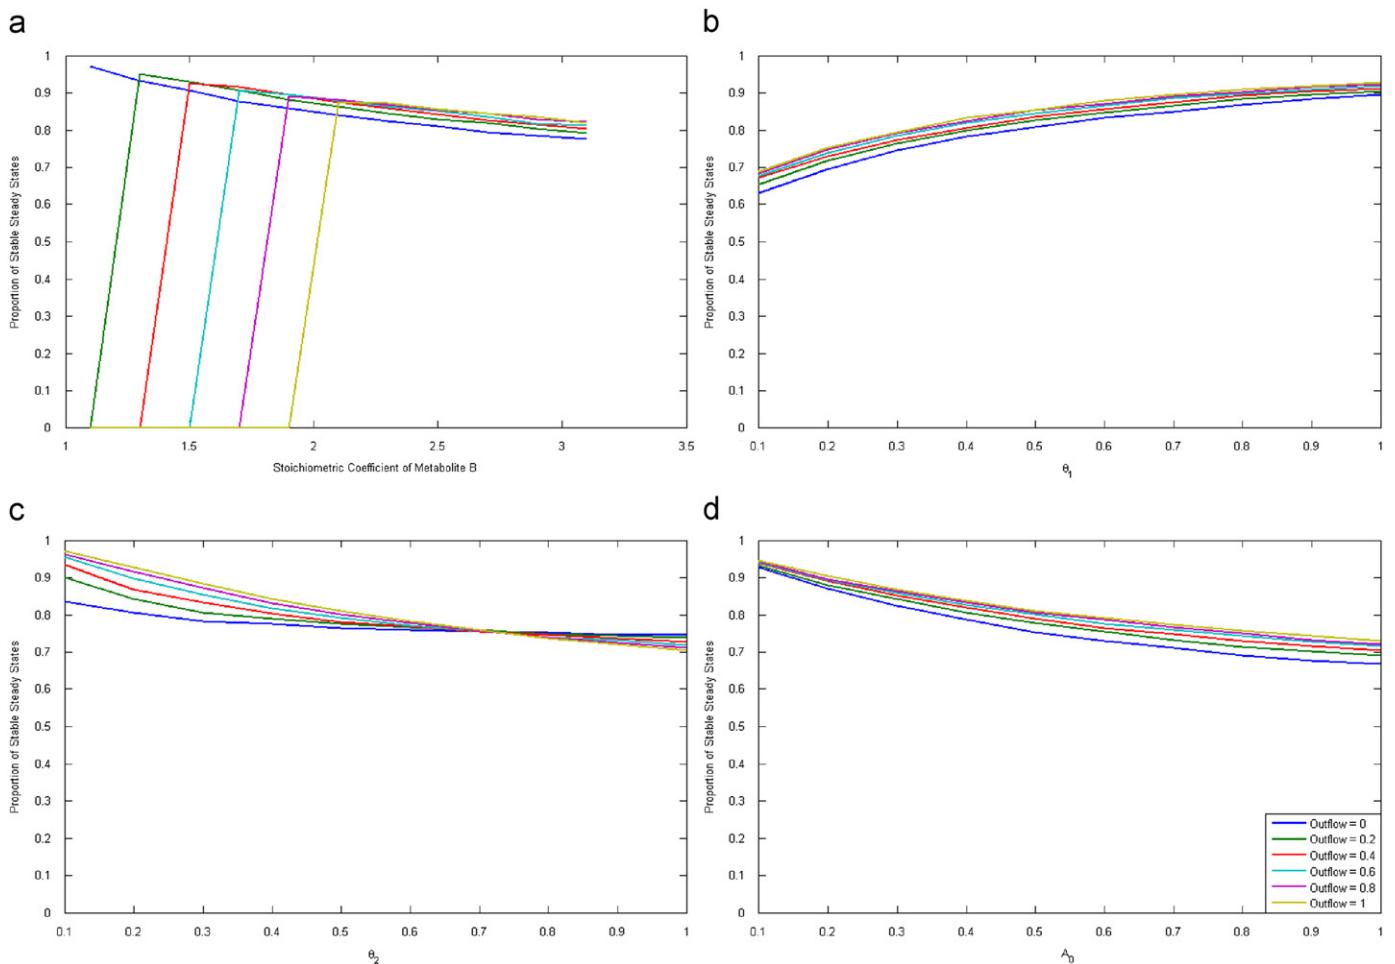 a
1
0.9
0.8
0.7
0.6
0.5
0.4
0.3
0.2
0.1
0
Proportion of Stable Steady States
1 1.5 2 2.5 3 3.5
Stoichiometric Coefficient of Metabolite B
b
1
0.9
0.8
0.7
0.6
0.5
0.4
0.3
0.2
0.1
0
Proportion of Stable Steady States
0.1 0.2 0.3 0.4 0.5 0.6 0.7 0.8 0.9 1
θ1
c
1
0.9
0.8
0.7
0.6
0.5
0.4
0.3
0.2
0.1
0
Proportion of Stable Steady States
0.1 0.2 0.3 0.4 0.5 0.6 0.7 0.8 0.9 1
θ2
d
1
0.9
0.8
0.7
0.6
0.5
0.4
0.3
0.2
0.1
0
Proportion of Stable Steady States
0.1 0.2 0.3 0.4 0.5 0.6 0.7 0.8 0.9 1
A0
Outflow = 0
Outflow = 0.2
Outflow = 0.4
Outflow = 0.6
Outflow = 0.8
Outflow = 1